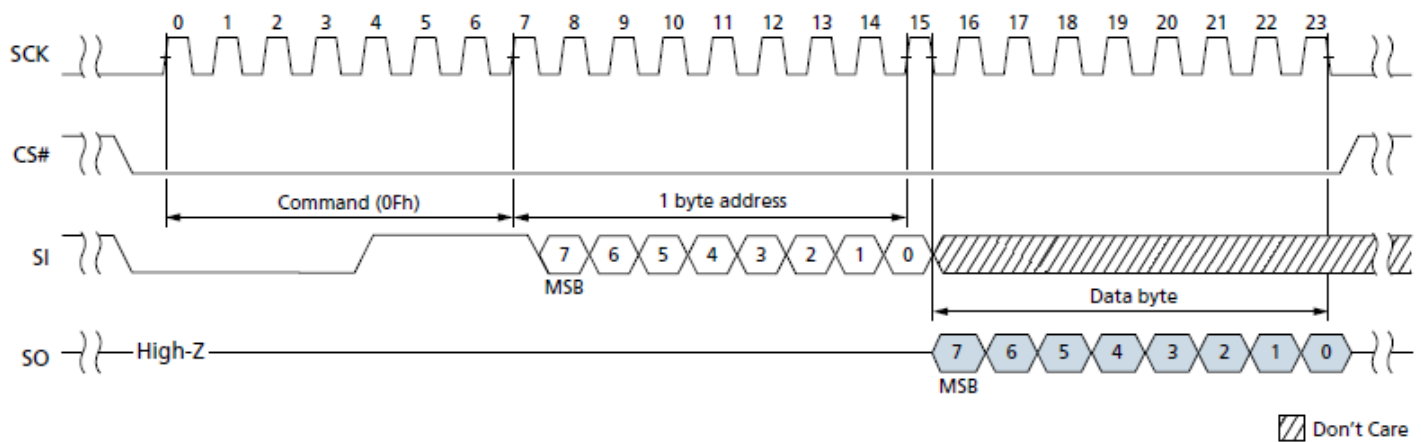 0 1 2 3 4 5 6 7 8 9 10 11 12 13 14 15 16 17 18 19 20 21 22 23
SCK
CS#
Command (0Fh) 1 byte address
SI 7 6 5 4 3 2 1 0
MSB
Data byte
SO High-Z 7 6 5 4 3 2 1 0
MSB
Don't Care